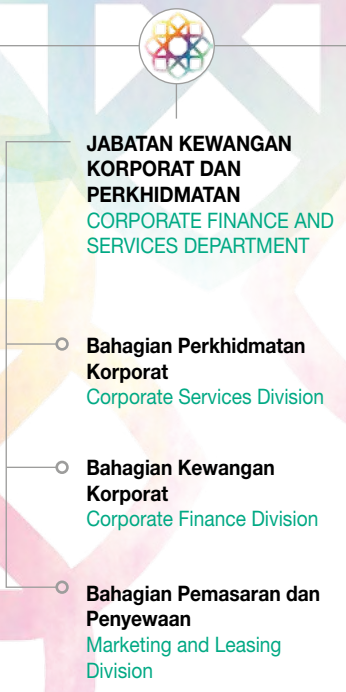 JABATAN KEWANGAN
KORPORAT DAN
PERKHIDMATAN
CORPORATE FINANCE AND
SERVICES DEPARTMENT
Bahagian Perkhidmatan
Korporat
Corporate Services Division
Bahagian Kewangan
Korporat
Corporate Finance Division
Bahagian Pemasaran dan
Penyewaan
Marketing and Leasing
Division